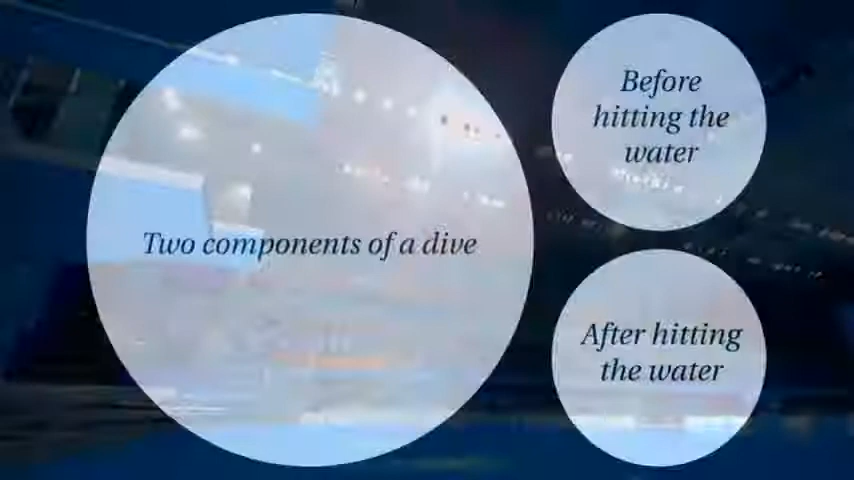 Two components of a dive
Before
hitting the
water
After hitting
the water